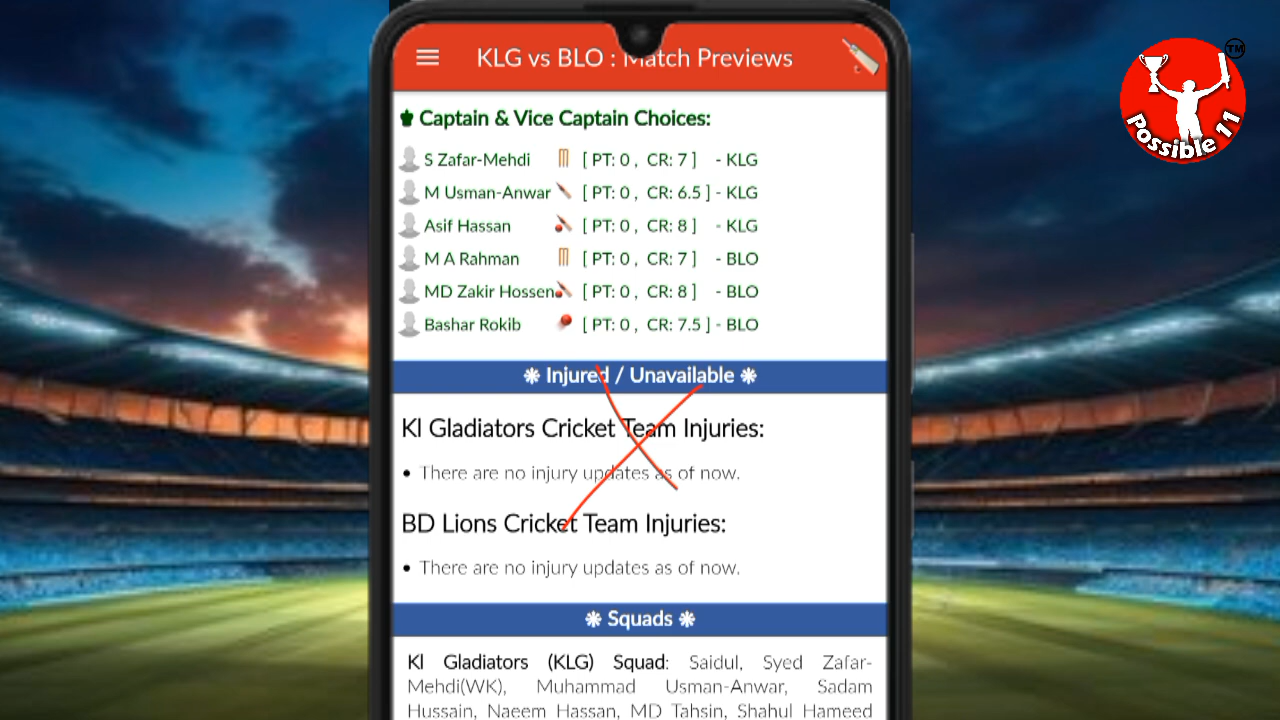 KLG vs BLO : Match Previews
TM
Possible 11
Captain & Vice Captain Choices:
S Zafar-Mehdi [ PT: 0 , CR: 7 ] - KLG
M Usman-Anwar [ PT: 0 , CR: 6.5 ] - KLG
Asif Hassan [ PT: 0 , CR: 8 ] - KLG
M A Rahman [ PT: 0 , CR: 7 ] - BLO
MD Zakir Hossen [ PT: 0 , CR: 8 ] - BLO
Bashar Rokib [ PT: 0 , CR: 7.5 ] - BLO
Injured / Unavailable
Kl Gladiators Cricket Team Injuries:
• There are no injury updates as of now.
BD Lions Cricket Team Injuries:
• There are no injury updates as of now.
Squads
Kl Gladiators (KLG) Squad: Saidul, Syed Zafar-
Mehdi(WK), Muhammad Usman-Anwar, Sadam
Hussain, Naeem Hassan, MD Tahsin, Shahul Hameed